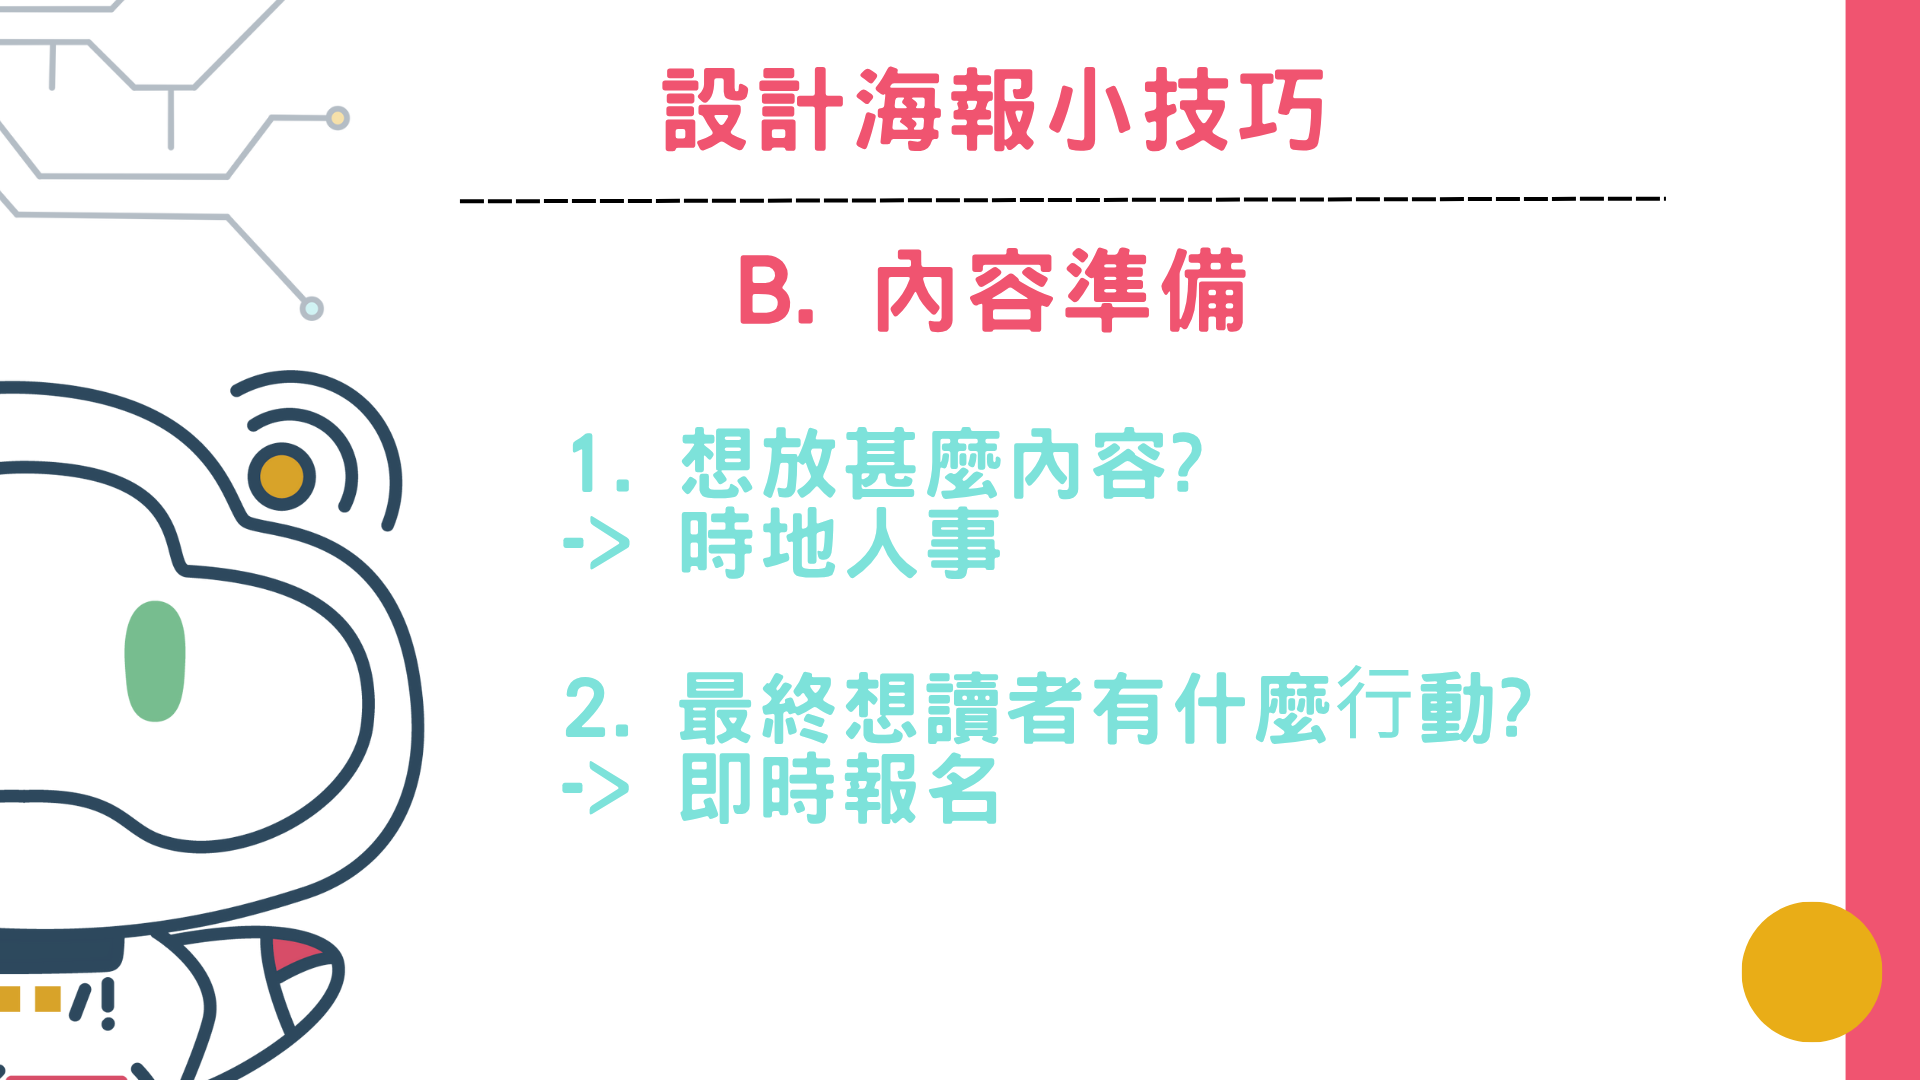 設計海報小技巧
B. 內容準備
1. 想放甚麼內容?
-> 時地人事
2. 最終想讀者有什麼行動?
-> 即時報名
/!